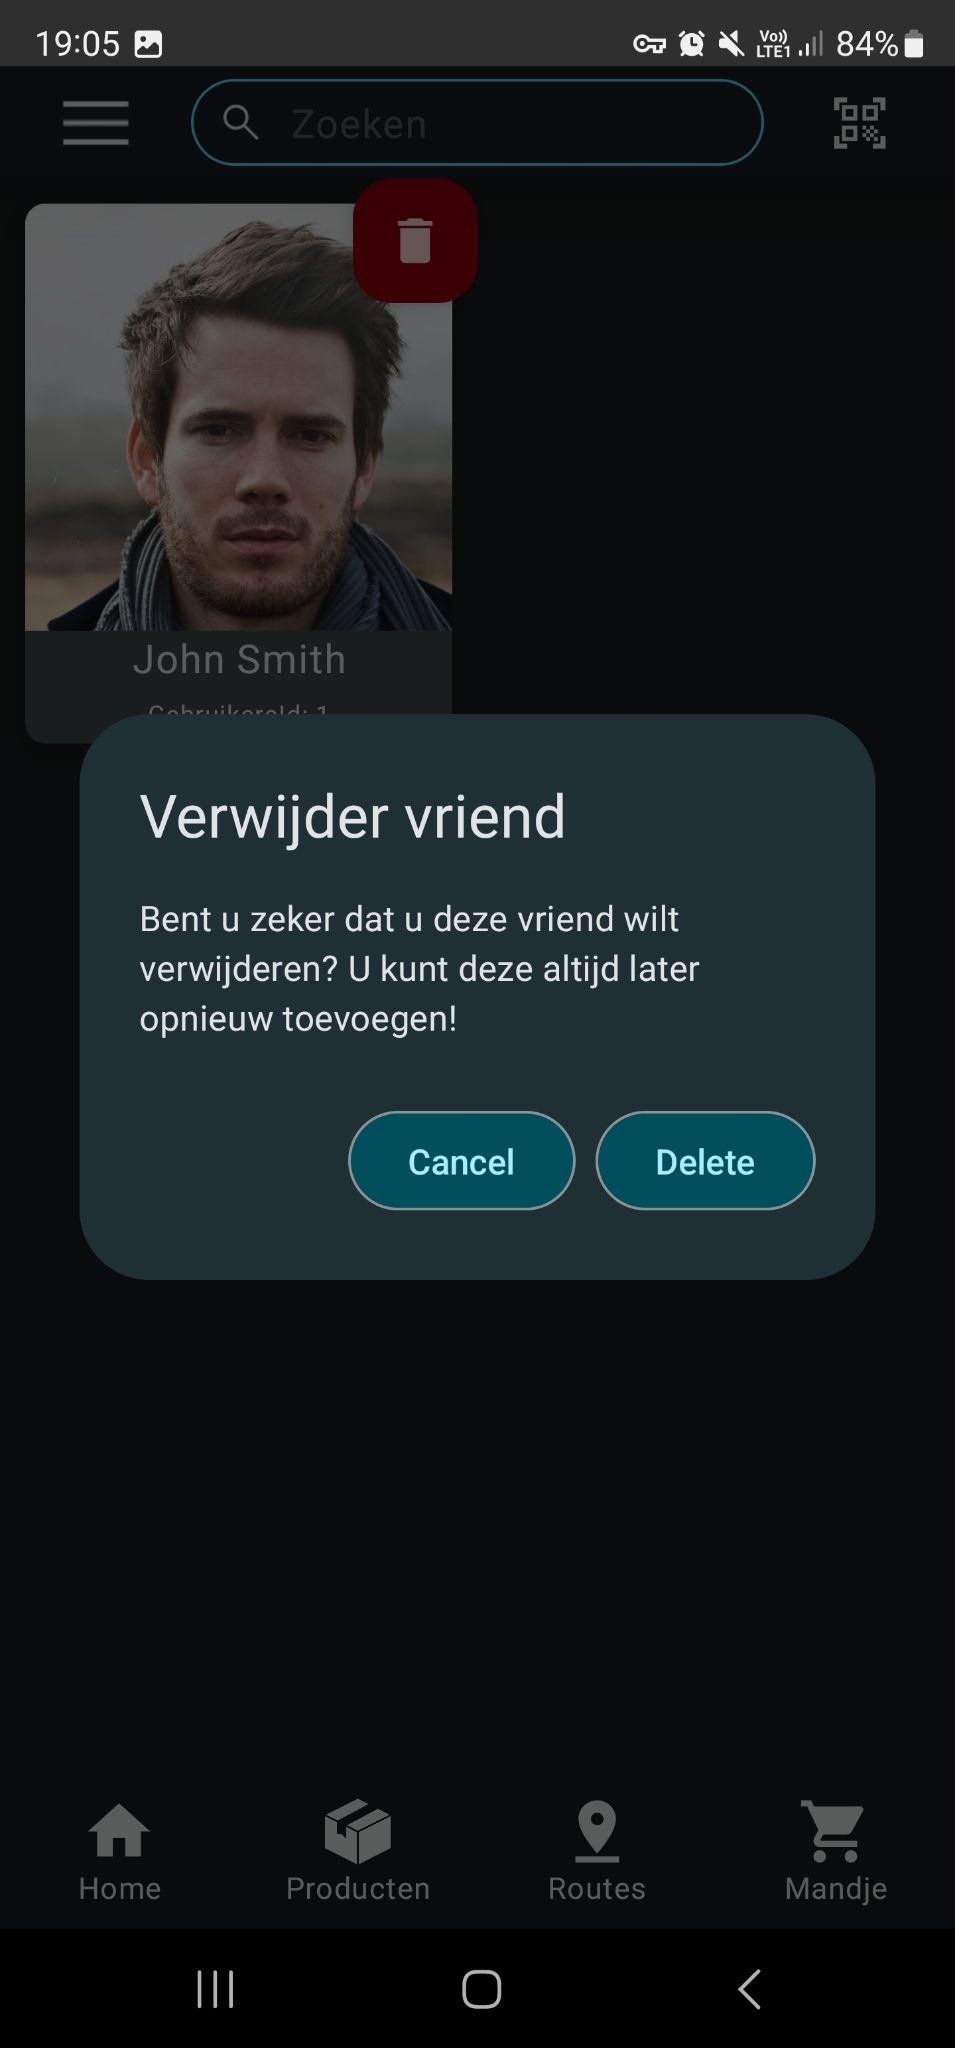 19:05
Vo))
LTE1
84%
Zoeken
John Smith
GebruikersId: 1
Verwijder vriend
Bent u zeker dat u deze vriend wilt
verwijderen? U kunt deze altijd later
opnieuw toevoegen!
Cancel
Delete
Home
Producten
Routes
Mandje